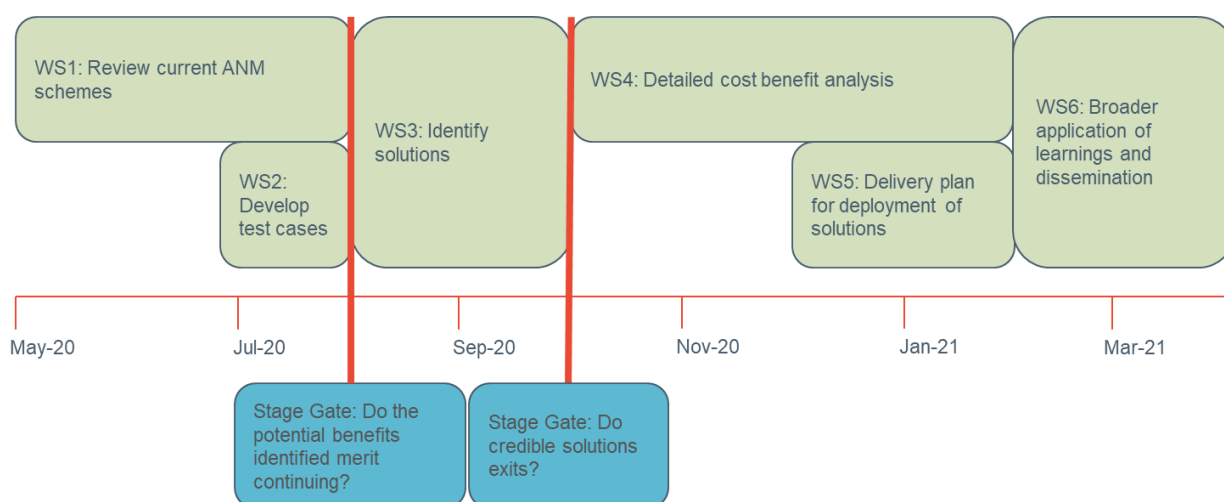 WS1: Review current ANM
schemes
WS2:
Develop
test cases
WS3: Identify
solutions
WS4: Detailed cost benefit analysis
WS5: Delivery plan
for deployment of
solutions
WS6: Broader
application of
learnings and
dissemination
May-20
Jul-20
Sep-20
Nov-20
Jan-21
Mar-21
Stage Gate: Do the
potential benefits
identified merit
continuing?
Stage Gate: Do
credible solutions
exits?